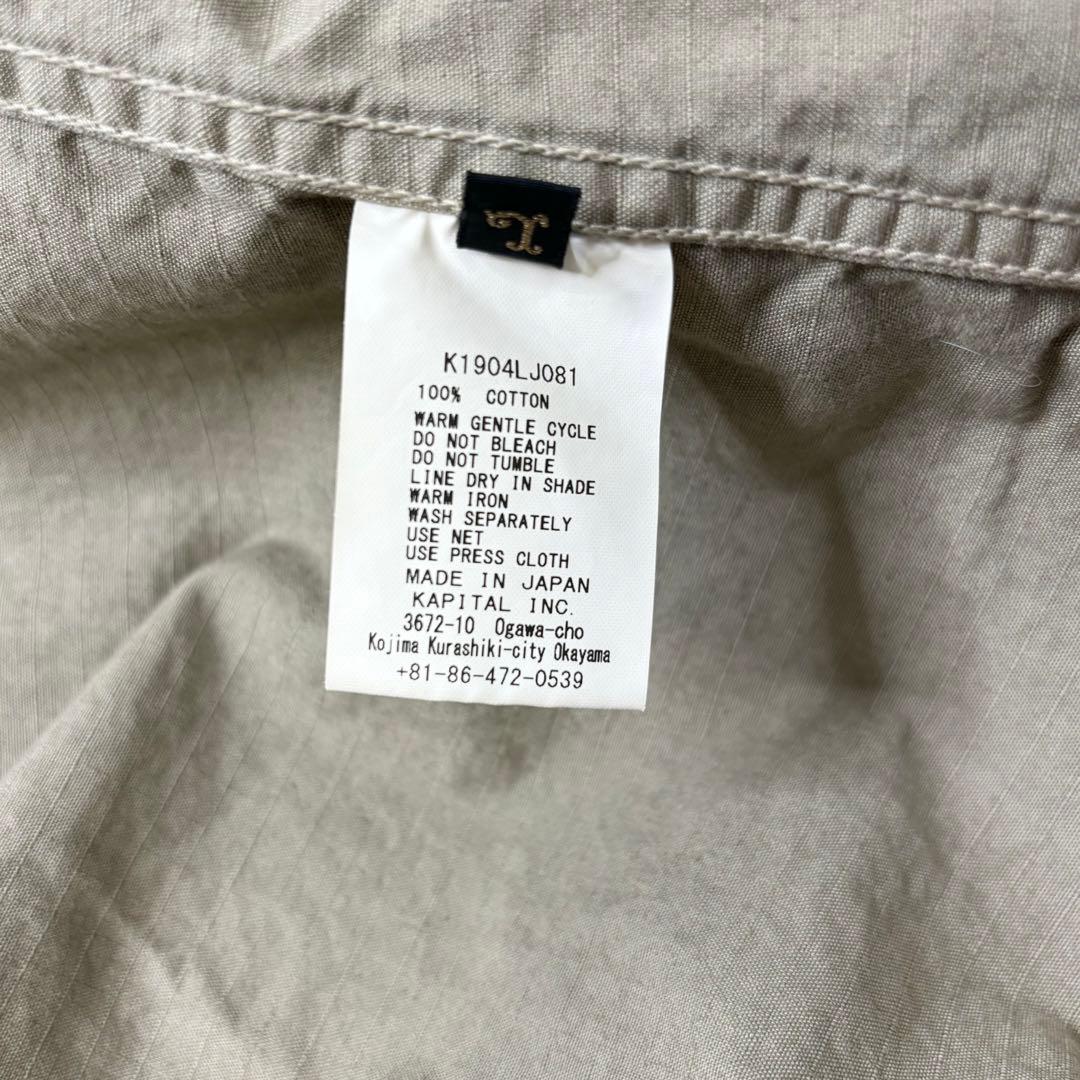 K1904LJ081
100% COTTON
WARM GENTLE CYCLE
DO NOT BLEACH
DO NOT TUMBLE
LINE DRY IN SHADE
WARM IRON
WASH SEPARATELY
USE NET
USE PRESS CLOTH
MADE IN JAPAN
KAPITAL INC.
3672-10 Ogawa-cho
Kojima Kurashiki-city Okayama
+81-86-472-0539